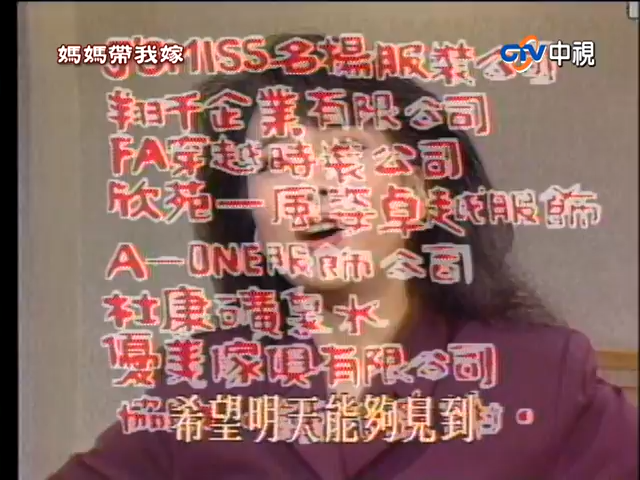 媽媽帶我嫁
CTV中視
MISS名揚服裝公司
翔千企業有限公司
FA穿越時裝公司
欣苑一風姿卓越服飾
A-ONE服飾公司
杜康礦泉水
優美傢俱有限公司
協
希望明天能夠見到